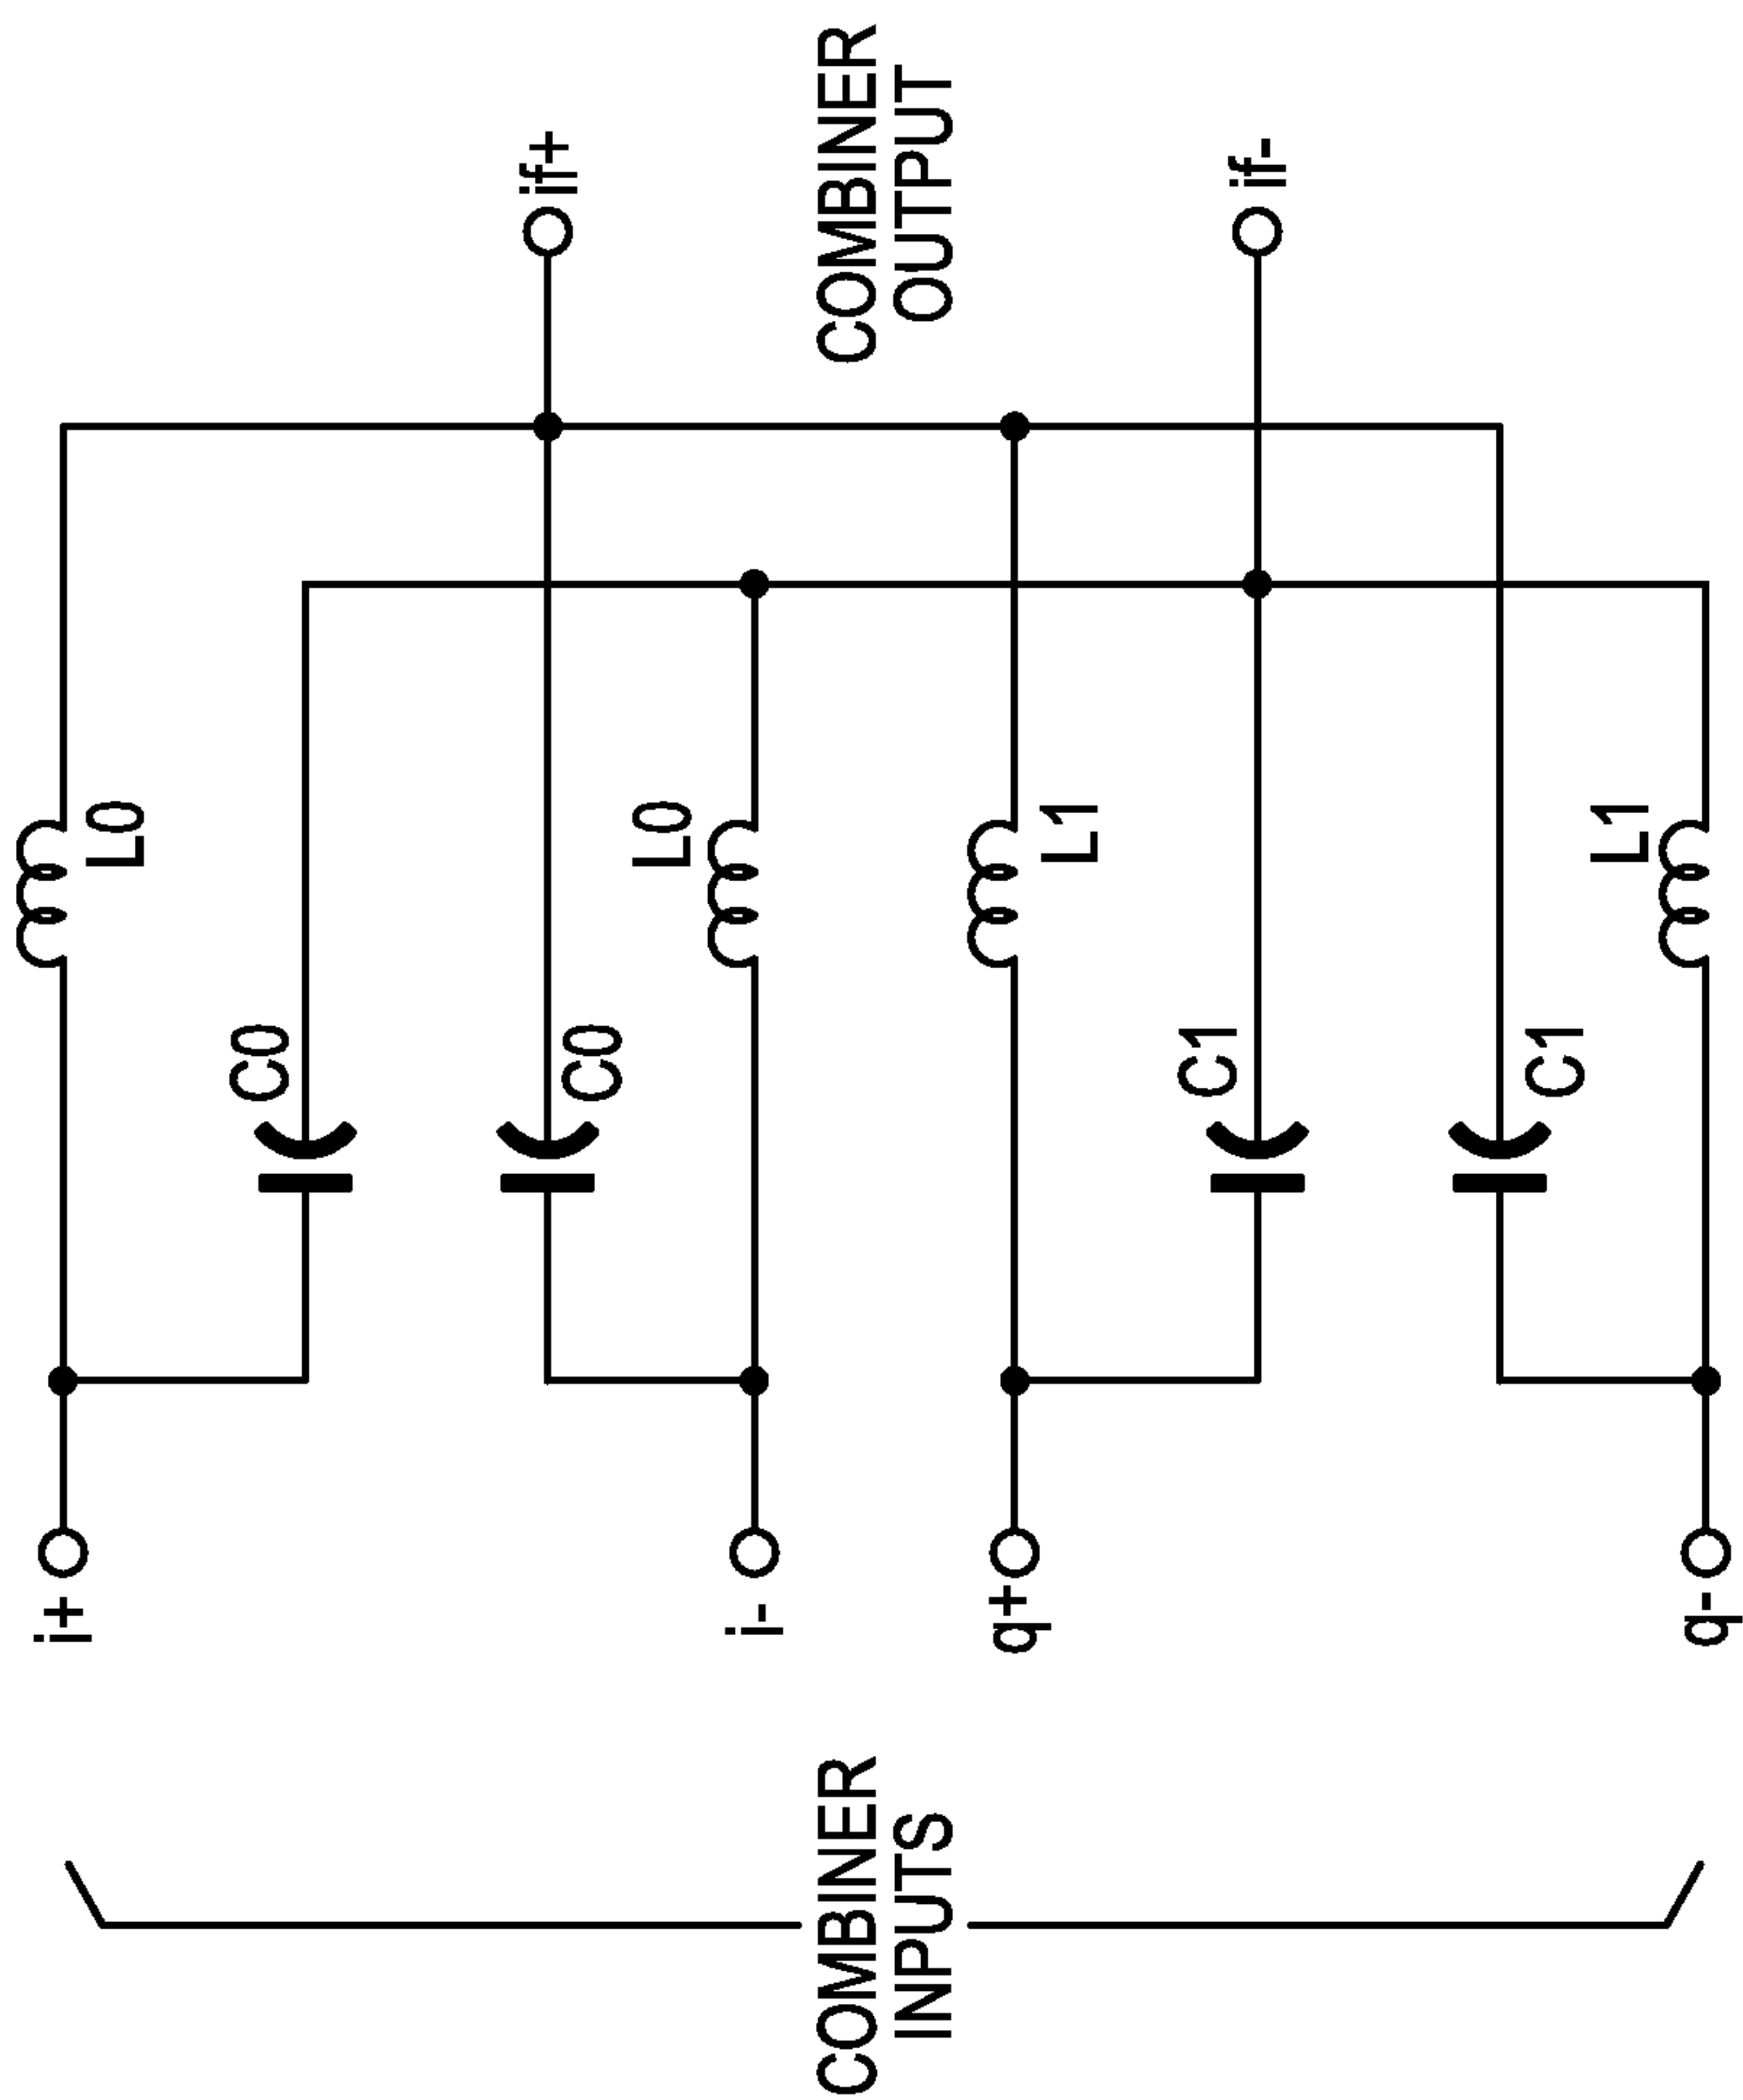 i+
L0
C0
C0
L0
i-
q+
L1
C1
C1
L1
q-
if+
if-
COMBINER
INPUTS
COMBINER
OUTPUT